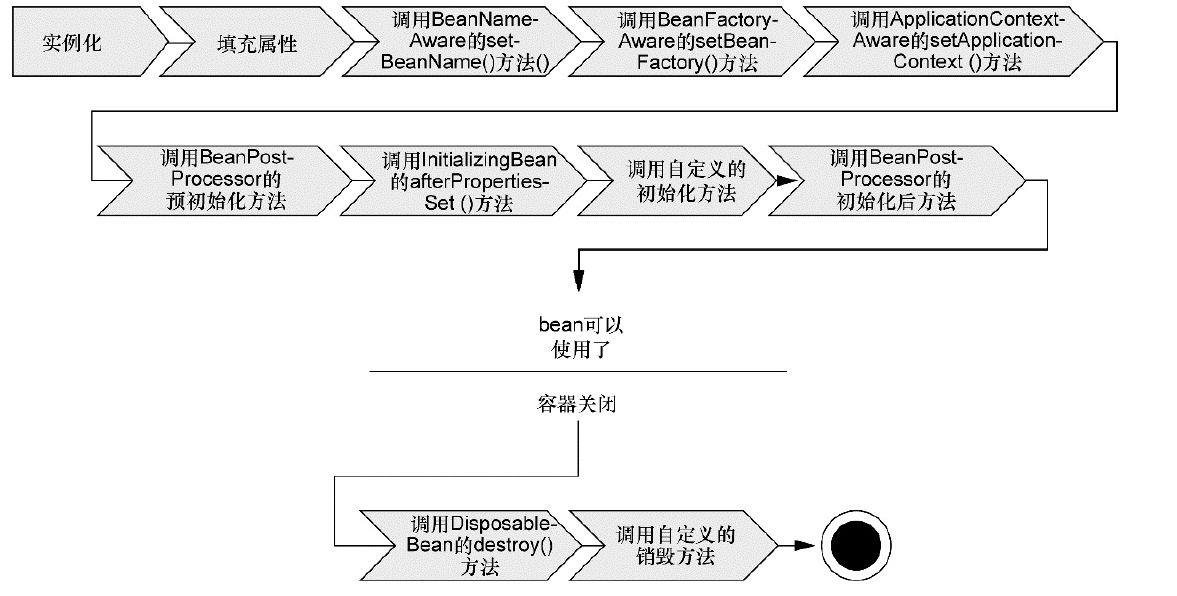 实例化
填充属性
调用BeanName-
Aware的set-
BeanName()方法()
调用BeanFactory-
Aware的setBean-
Factory()方法
调用ApplicationContext-
Aware的setApplication-
Context ()方法
调用BeanPost-
Processor的
预初始化方法
调用InitializingBean
的afterProperties-
Set ()方法
调用自定义的
初始化方法
调用BeanPost-
Processor的
初始化后方法
bean可以
使用了
容器关闭
调用Disposable-
Bean的destroy()
方法
调用自定义的
销毁方法